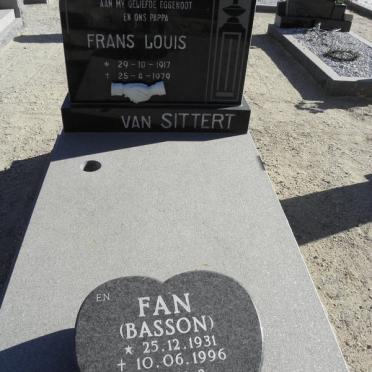 AAN MY GELIEFDE EGGENOOT
EN ONS PAPPA
FRANS LOUIS
* 29-10-1917
† 25-4-1979
VAN SITTERT
EN
FAN
(BASSON)
★ 25.12.1931
† 10.06.1996